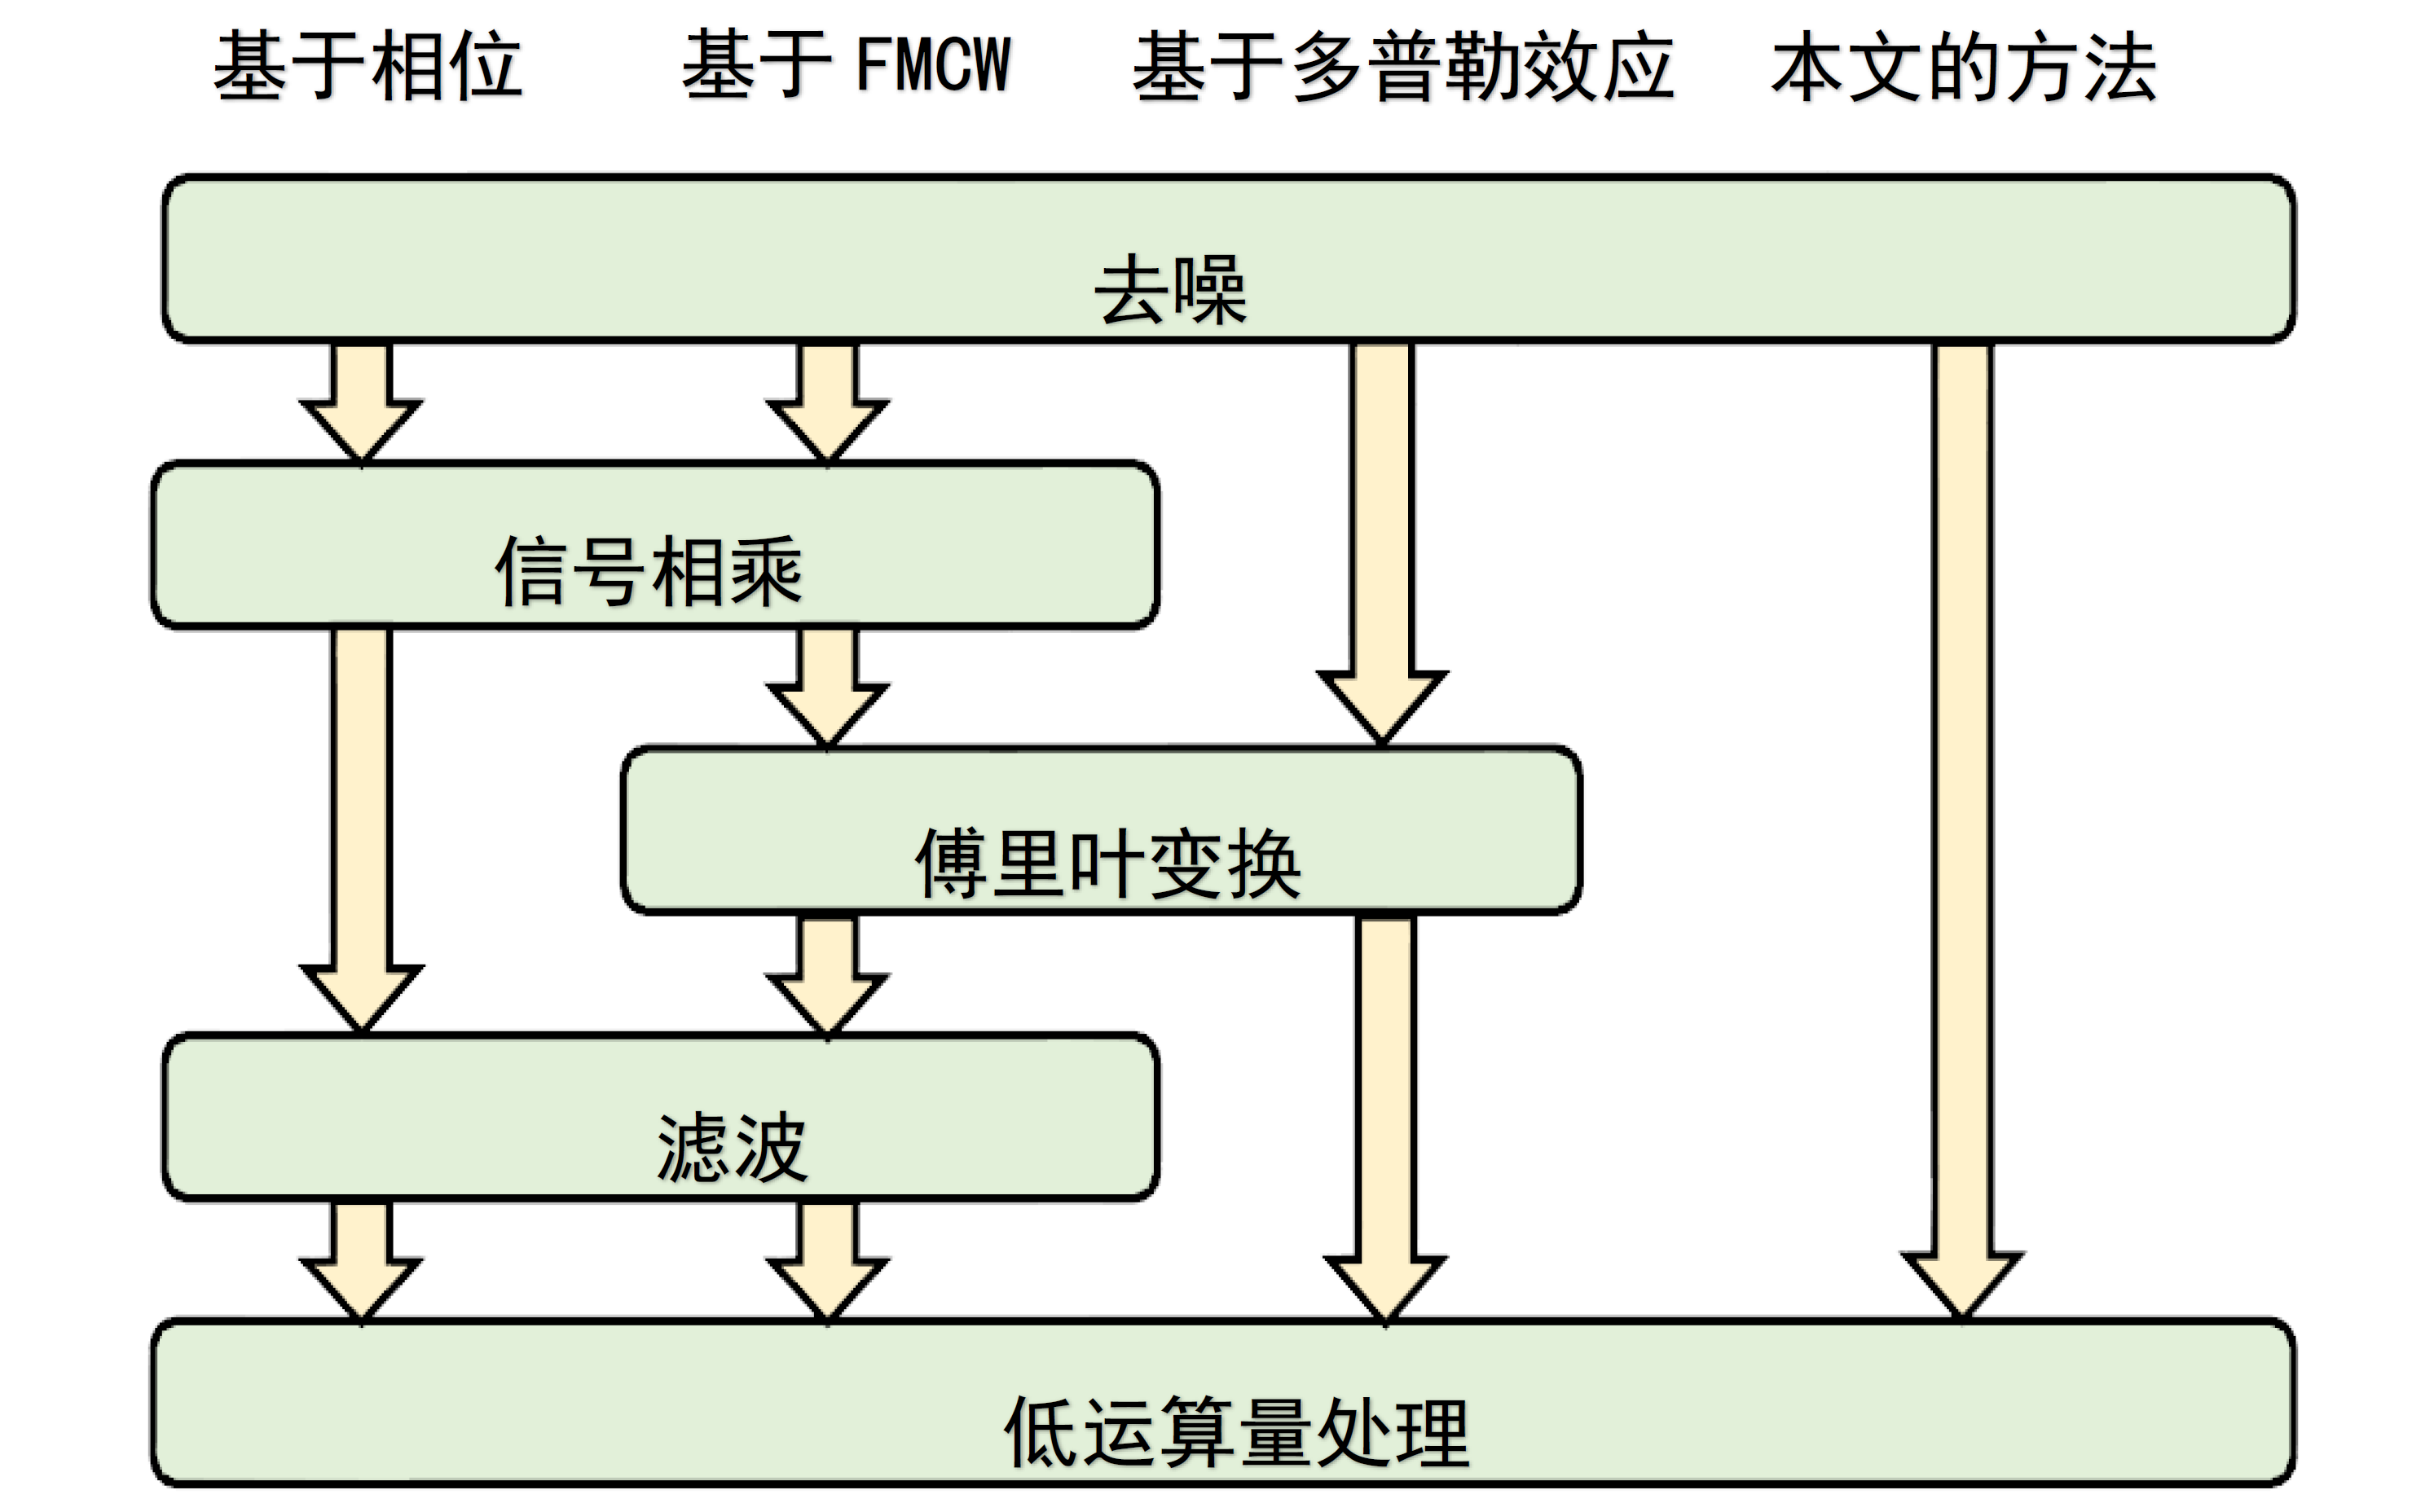 基于相位 基于 FMCW 基于多普勒效应 本文的方法
去噪
信号相乘
傅里叶变换
滤波
低运算量处理